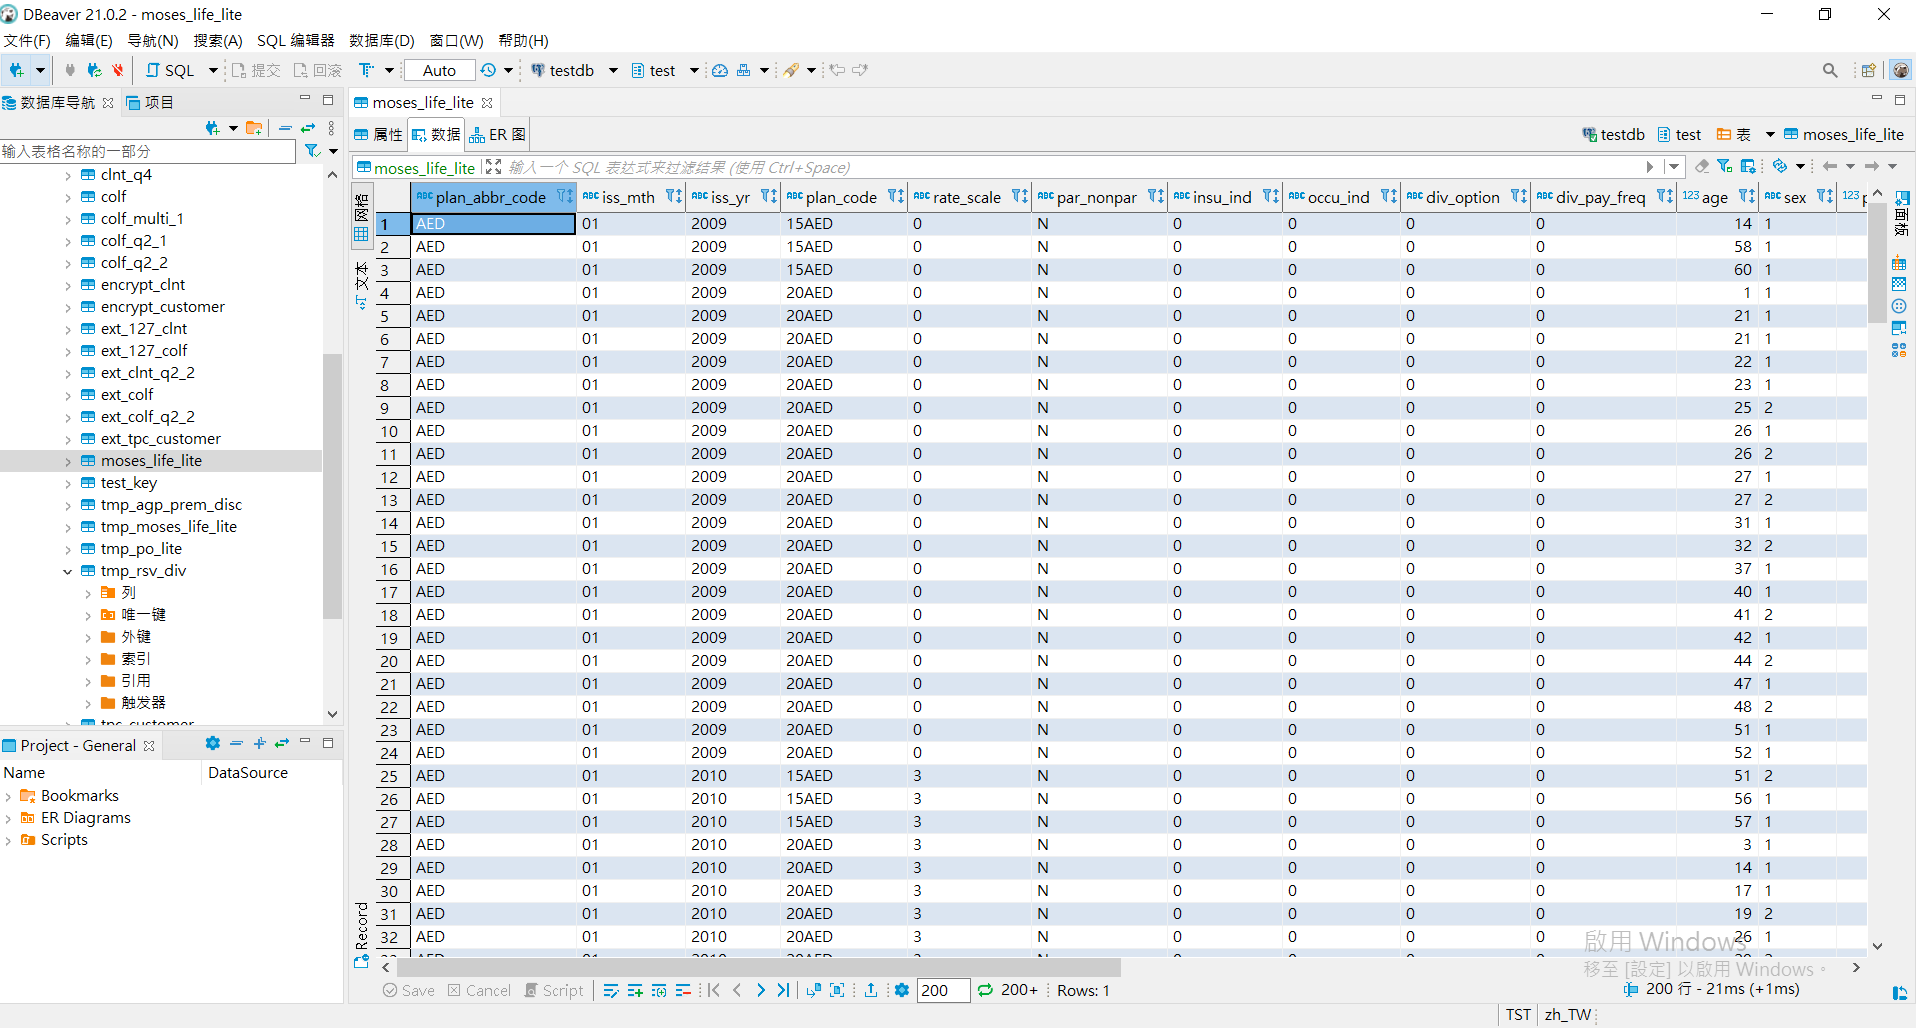 DBeaver 21.0.2 - moses_life_lite
文件(F) 编辑(E) 导航(N) 搜索(A) SQL 编辑器 数据库(D) 窗口(W) 帮助(H)
SQL 提交 回滚 Auto testdb test
数据库导航 项目
输入表格名称的一部分
clnt_q4
colf
colf_multi_1
colf_q2_1
colf_q2_2
encrypt_clnt
encrypt_customer
ext_127_clnt
ext_127_colf
ext_clnt_q2_2
ext_colf
ext_colf_q2_2
ext_tpc_customer
moses_life_lite
test_key
tmp_agp_prem_disc
tmp_moses_life_lite
tmp_po_lite
tmp_rsv_div
列
唯一键
外键
索引
引用
触发器
tpc_customer
Project - General
Name DataSource
Bookmarks
ER Diagrams
Scripts
moses_life_lite
属性 数据 ER 图 testdb test 表 moses_life_lite
moses_life_lite 输入一个 SQL 表达式来过滤结果 (使用 Ctrl+Space)
网格
文本
Record
面板
ABC plan_abbr_code ABC iss_mth ABC iss_yr ABC plan_code ABC rate_scale ABC par_nonpar ABC insu_ind ABC occu_ind ABC div_option ABC div_pay_freq 123 age ABC sex 123 p
1 AED 01 2009 15AED 0 N 0 0 0 0 14 1
2 AED 01 2009 15AED 0 N 0 0 0 0 58 1
3 AED 01 2009 15AED 0 N 0 0 0 0 60 1
4 AED 01 2009 20AED 0 N 0 0 0 0 1 1
5 AED 01 2009 20AED 0 N 0 0 0 0 21 1
6 AED 01 2009 20AED 0 N 0 0 0 0 21 1
7 AED 01 2009 20AED 0 N 0 0 0 0 22 1
8 AED 01 2009 20AED 0 N 0 0 0 0 23 1
9 AED 01 2009 20AED 0 N 0 0 0 0 25 2
10 AED 01 2009 20AED 0 N 0 0 0 0 26 1
11 AED 01 2009 20AED 0 N 0 0 0 0 26 2
12 AED 01 2009 20AED 0 N 0 0 0 0 27 1
13 AED 01 2009 20AED 0 N 0 0 0 0 27 2
14 AED 01 2009 20AED 0 N 0 0 0 0 31 1
15 AED 01 2009 20AED 0 N 0 0 0 0 32 2
16 AED 01 2009 20AED 0 N 0 0 0 0 37 1
17 AED 01 2009 20AED 0 N 0 0 0 0 40 1
18 AED 01 2009 20AED 0 N 0 0 0 0 41 2
19 AED 01 2009 20AED 0 N 0 0 0 0 42 1
20 AED 01 2009 20AED 0 N 0 0 0 0 44 2
21 AED 01 2009 20AED 0 N 0 0 0 0 47 1
22 AED 01 2009 20AED 0 N 0 0 0 0 48 2
23 AED 01 2009 20AED 0 N 0 0 0 0 51 1
24 AED 01 2009 20AED 0 N 0 0 0 0 52 1
25 AED 01 2010 15AED 3 N 0 0 0 0 51 2
26 AED 01 2010 15AED 3 N 0 0 0 0 56 1
27 AED 01 2010 15AED 3 N 0 0 0 0 57 1
28 AED 01 2010 20AED 3 N 0 0 0 0 3 1
29 AED 01 2010 20AED 3 N 0 0 0 0 14 1
30 AED 01 2010 20AED 3 N 0 0 0 0 17 1
31 AED 01 2010 20AED 3 N 0 0 0 0 19 2
32 AED 01 2010 20AED 3 N 0 0 0 0 26 1
啟用 Windows
移至 [設定] 以啟用 Windows。
Save Cancel Script 200 200+ Rows: 1 200 行 - 21ms (+1ms)
TST zh_TW